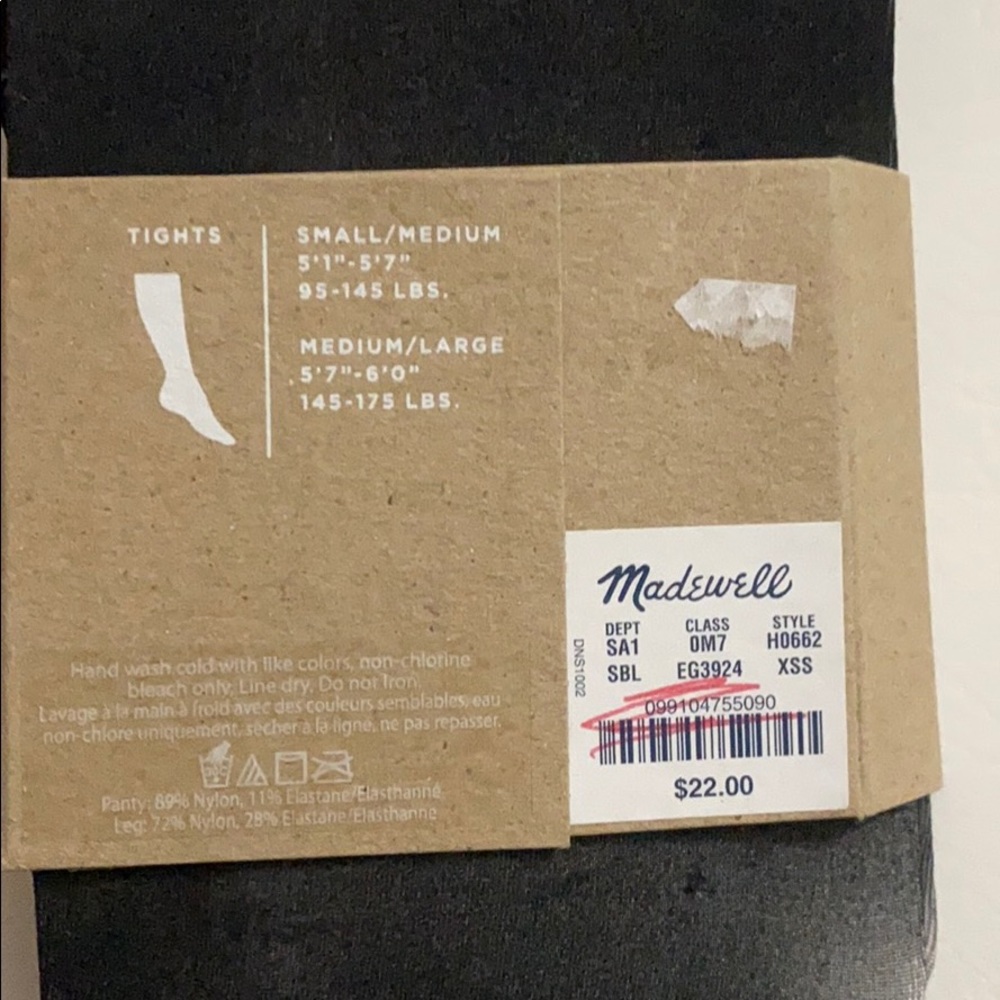 TIGHTS
SMALL/MEDIUM
5'1"-5'7"
95-145 LBS.
MEDIUM/LARGE
5'7"-6'0"
145-175 LBS.
Hand wash cold with like colors, non-chlorine
bleach only, Line dry. Do not Iron.
Lavage à la main à froid avec des couleurs semblables, eau
non-chlore uniquement, sécher à la ligne, ne pas repasser.
Panty: 89% Nylon, 11% Elastane/Elasthanne
Leg: 72% Nylon, 28% Elastane/Elasthanne
Madewell
DEPT CLASS STYLE
SA1 0M7 H0662
SBL EG3924 XSS
DNS1002
099104755090
$22.00